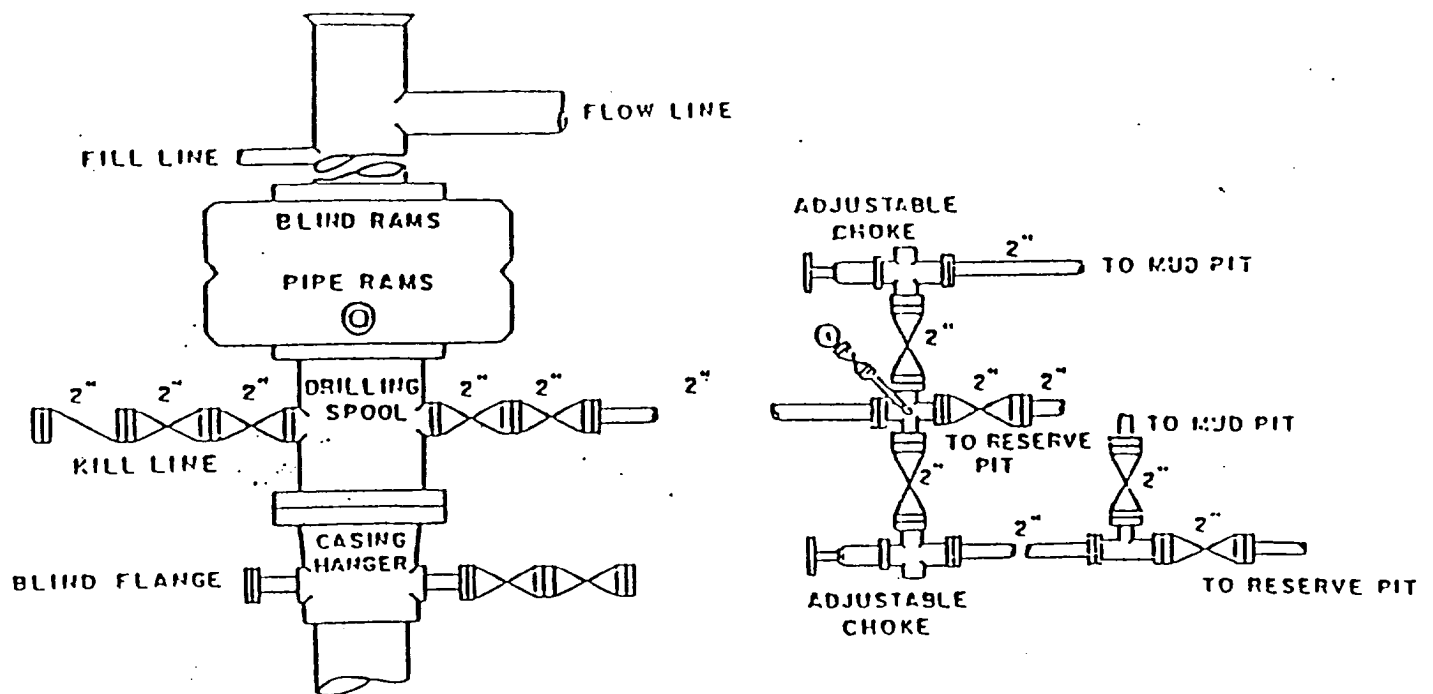 FLOW LINE
FILL LINE
BLIND RAMS
PIPE RAMS
2" 2" 2" DRILLING 2" 2" 2"
SPOOL
KILL LINE
CASING
HANGER
BLIND FLANGE
ADJUSTABLE
CHOKE
2"
TO MUD PIT
2"
2" 2"
TO RESERVE
PIT
TO MUD PIT
2"
2"
2"
2"
TO RESERVE PIT
ADJUSTABLE
CHOKE